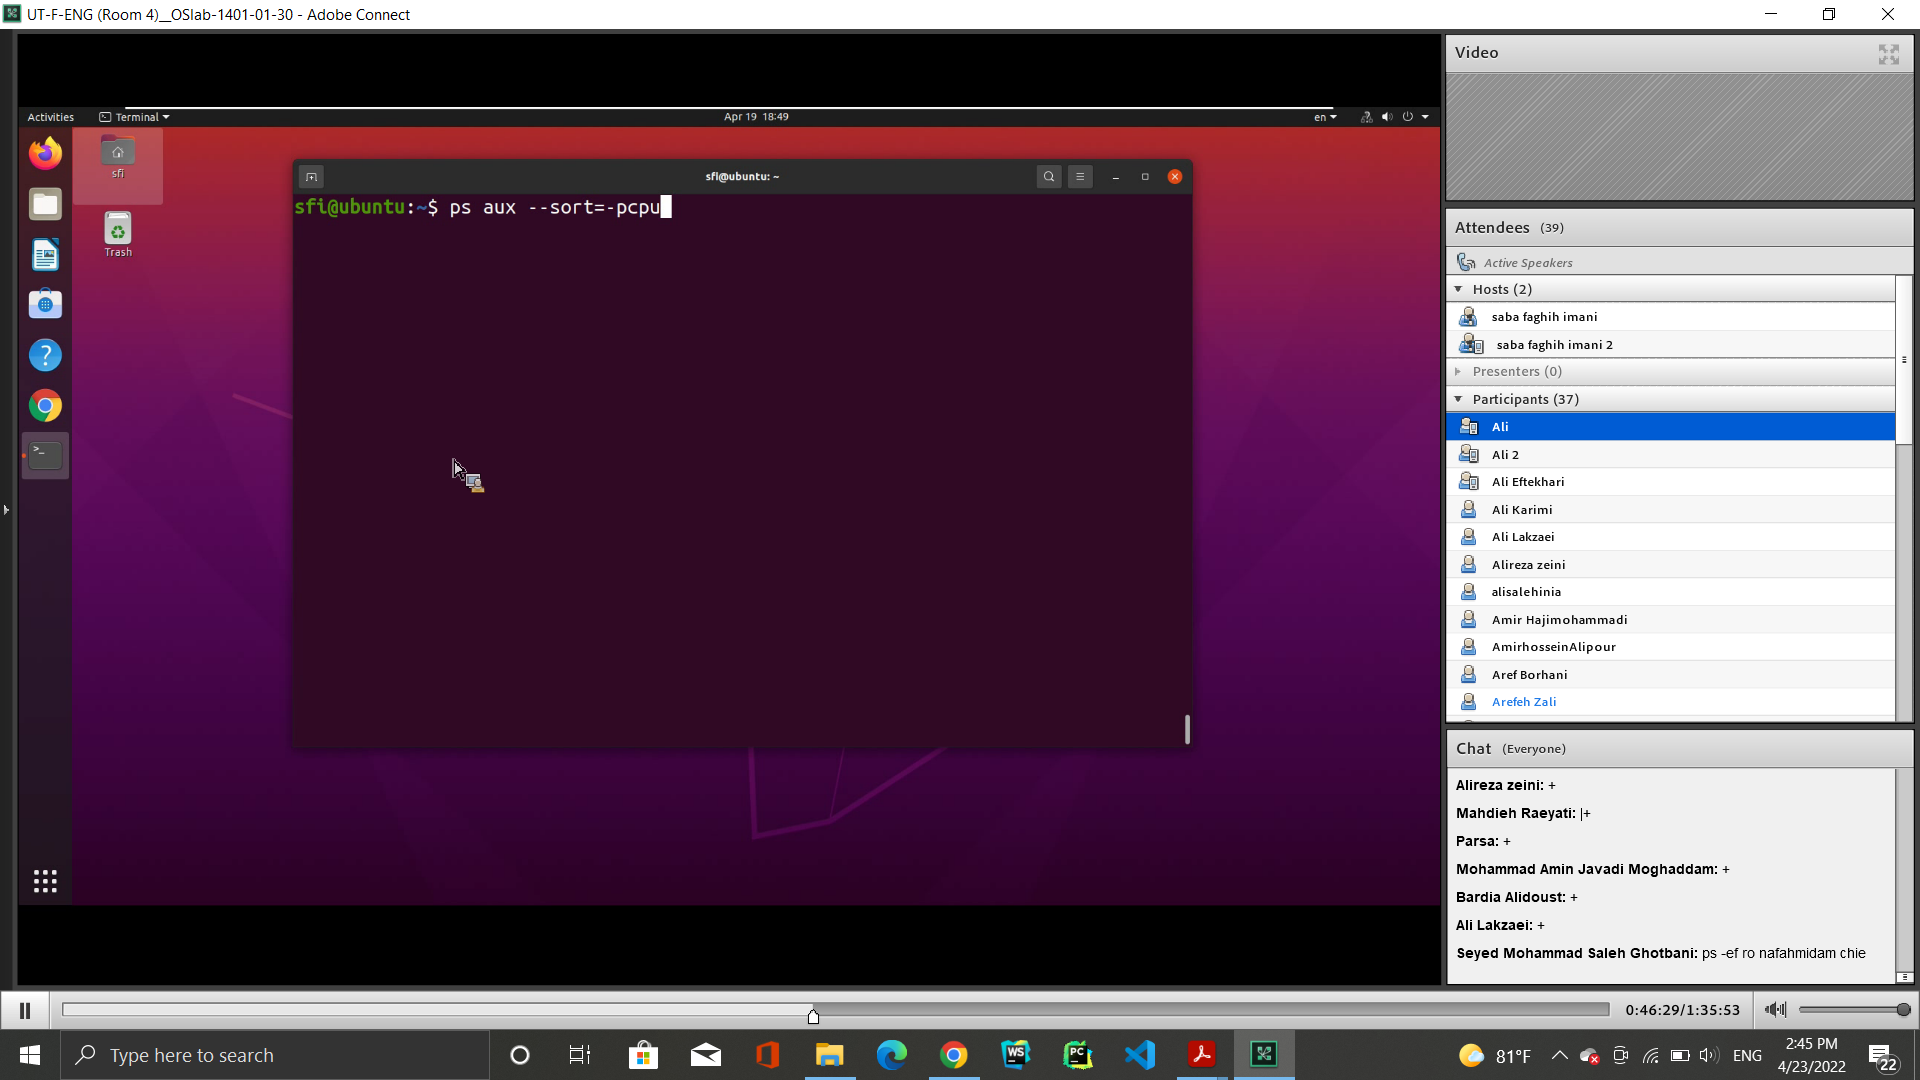 UT-F-ENG (Room 4)__OSlab-1401-01-30 - Adobe Connect
Activities
Terminal
Apr 19 18:49
en
sfi
Trash
sfi@ubuntu: ~
sfi@ubuntu:~$ ps aux --sort=-pcpu
Video
Attendees (39)
Active Speakers
Hosts (2)
saba faghih imani
saba faghih imani 2
Presenters (0)
Participants (37)
Ali
Ali 2
Ali Eftekhari
Ali Karimi
Ali Lakzaei
Alireza zeini
alisalehinia
Amir Hajimohammadi
AmirhosseinAlipour
Aref Borhani
Arefeh Zali
Chat (Everyone)
Alireza zeini: +
Mahdieh Raeyati: |+
Parsa: +
Mohammad Amin Javadi Moghaddam: +
Bardia Alidoust: +
Ali Lakzaei: +
Seyed Mohammad Saleh Ghotbani: ps -ef ro nafahmidam chie
0:46:29/1:35:53
Type here to search
WS
PC
81°F
ENG
2:45 PM
4/23/2022
22